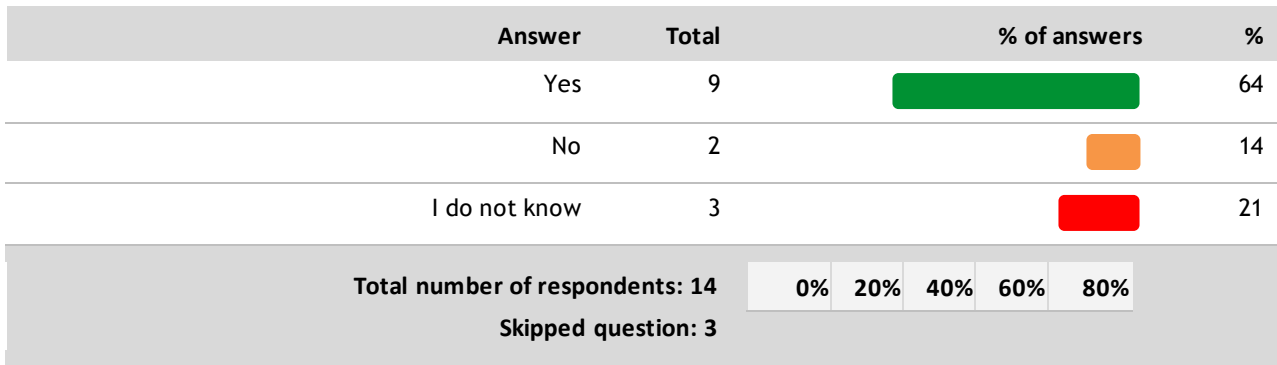 Answer Total % of answers %
Yes 9 64
No 2 14
I do not know 3 21
Total number of respondents: 14 0% 20% 40% 60% 80%
Skipped question: 3